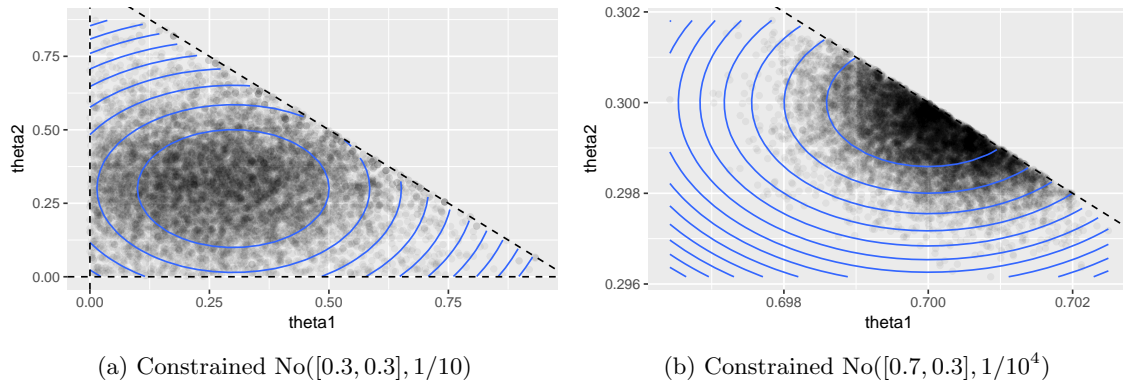 0.75
0.50
0.25
0.00
theta2
0.00
0.25
0.50
0.75
theta1
(a) Constrained No([0.3, 0.3], 1/10)
0.302
0.300
0.298
0.296
theta2
0.698
0.700
0.702
theta1
(b) Constrained No([0.7, 0.3], 1/10⁴)